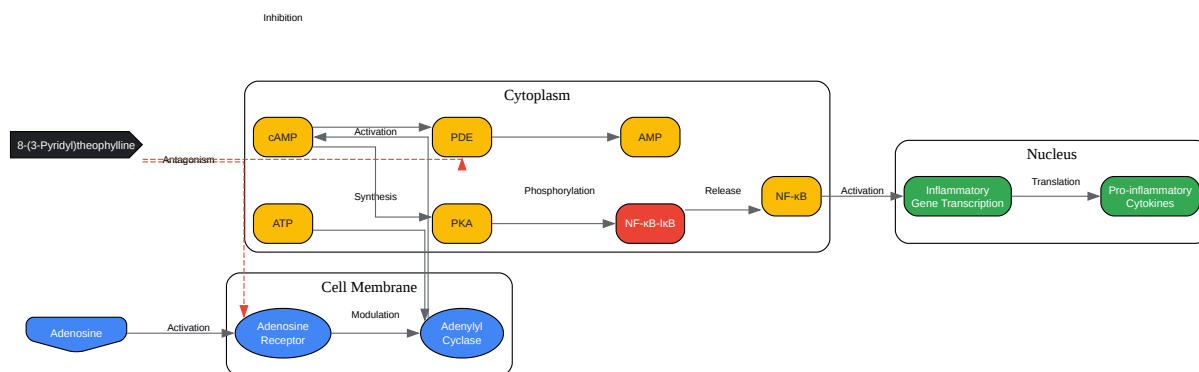 Inhibition
Cytoplasm
cAMP
Activation
PDE
AMP
8-(3-Pyridyl)theophylline
Antagonism
Nucleus
Synthesis
Phosphorylation
Release
NF-κB
Activation
Inflammatory
Gene Transcription
Translation
Pro-inflammatory
Cytokines
ATP
PKA
NF-κB-IκB
Cell Membrane
Adenosine
Activation
Adenosine
Receptor
Modulation
Adenylyl
Cyclase